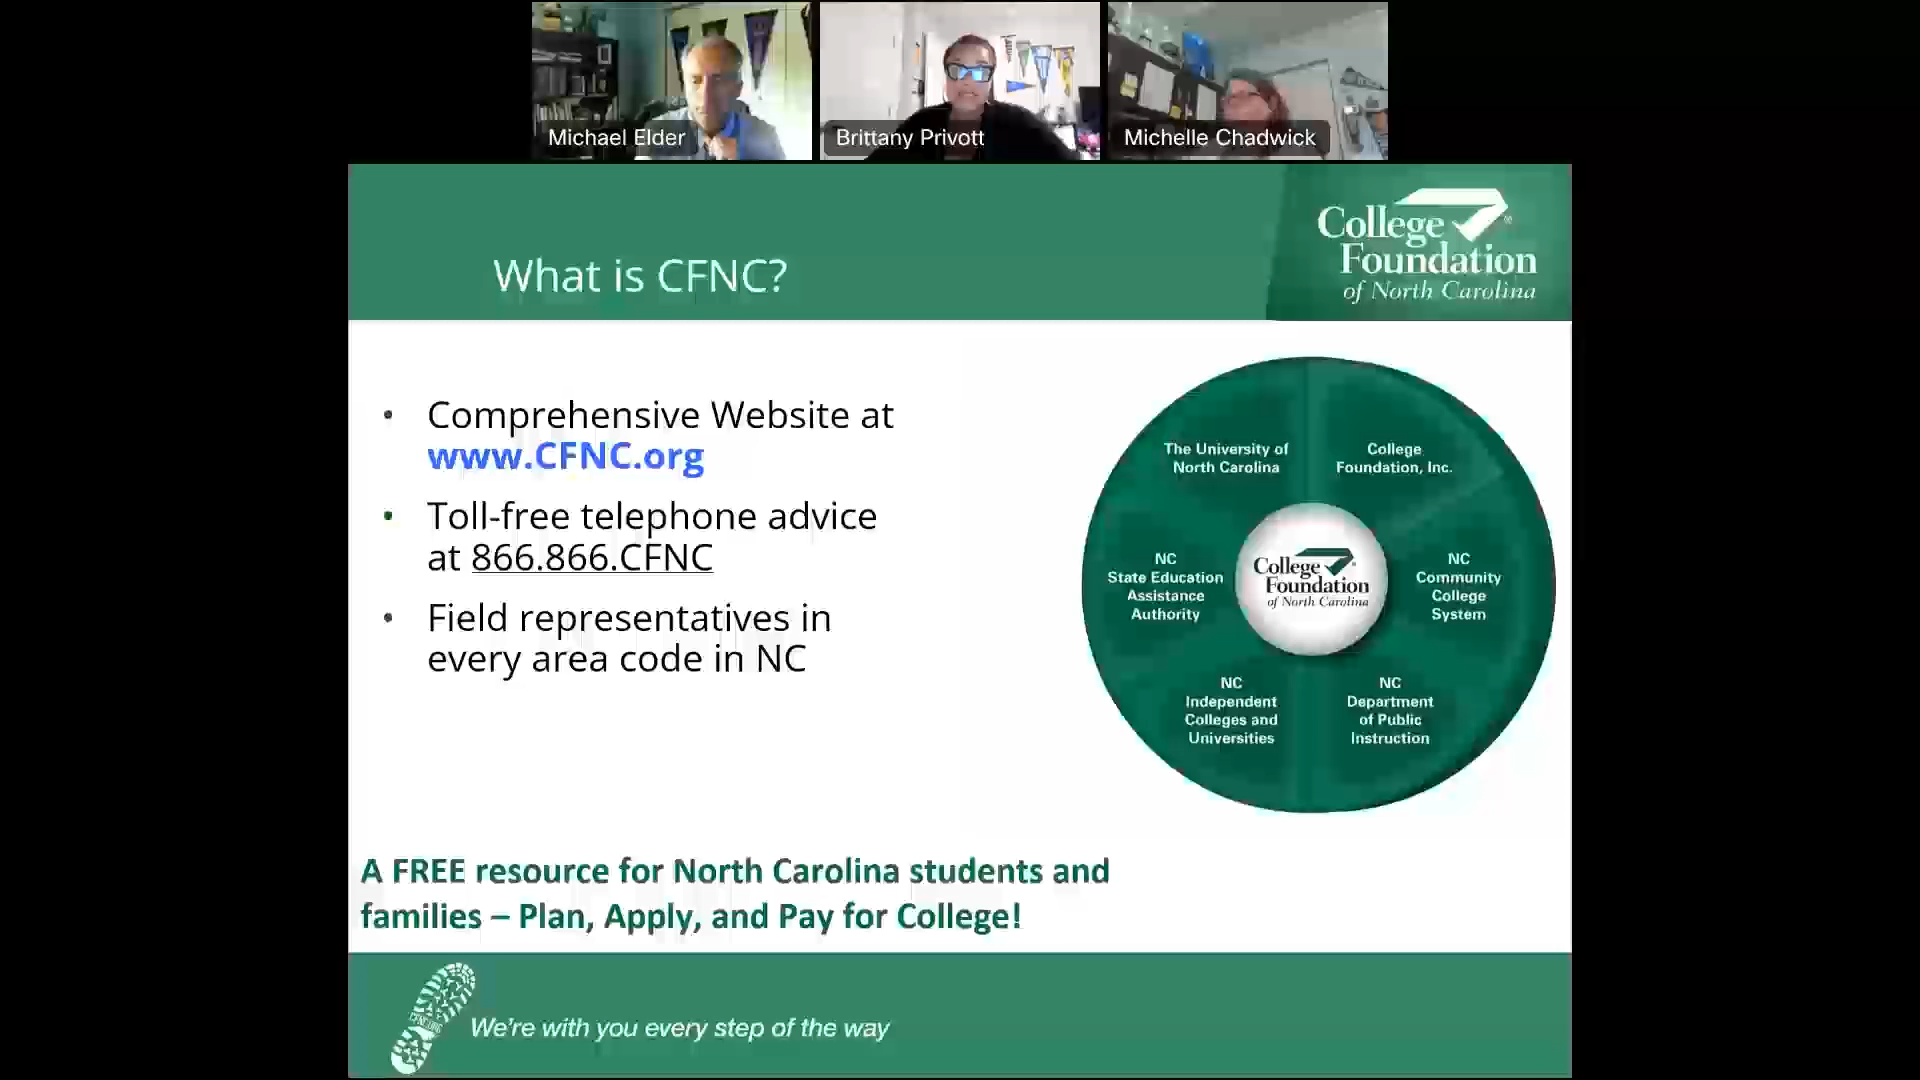 Michael Elder
Brittany Privott
Michelle Chadwick
What is CFNC?
College
Foundation
of North Carolina
• Comprehensive Website at
www.CFNC.org
• Toll-free telephone advice
at 866.866.CFNC
• Field representatives in
every area code in NC
The University of
North Carolina
College
Foundation, Inc.
NC
State Education
Assistance
Authority
College
Foundation
of North Carolina
NC
Community
College
System
NC
Independent
Colleges and
Universities
NC
Department
of Public
Instruction
A FREE resource for North Carolina students and
families – Plan, Apply, and Pay for College!
CFNC.ORG
We're with you every step of the way